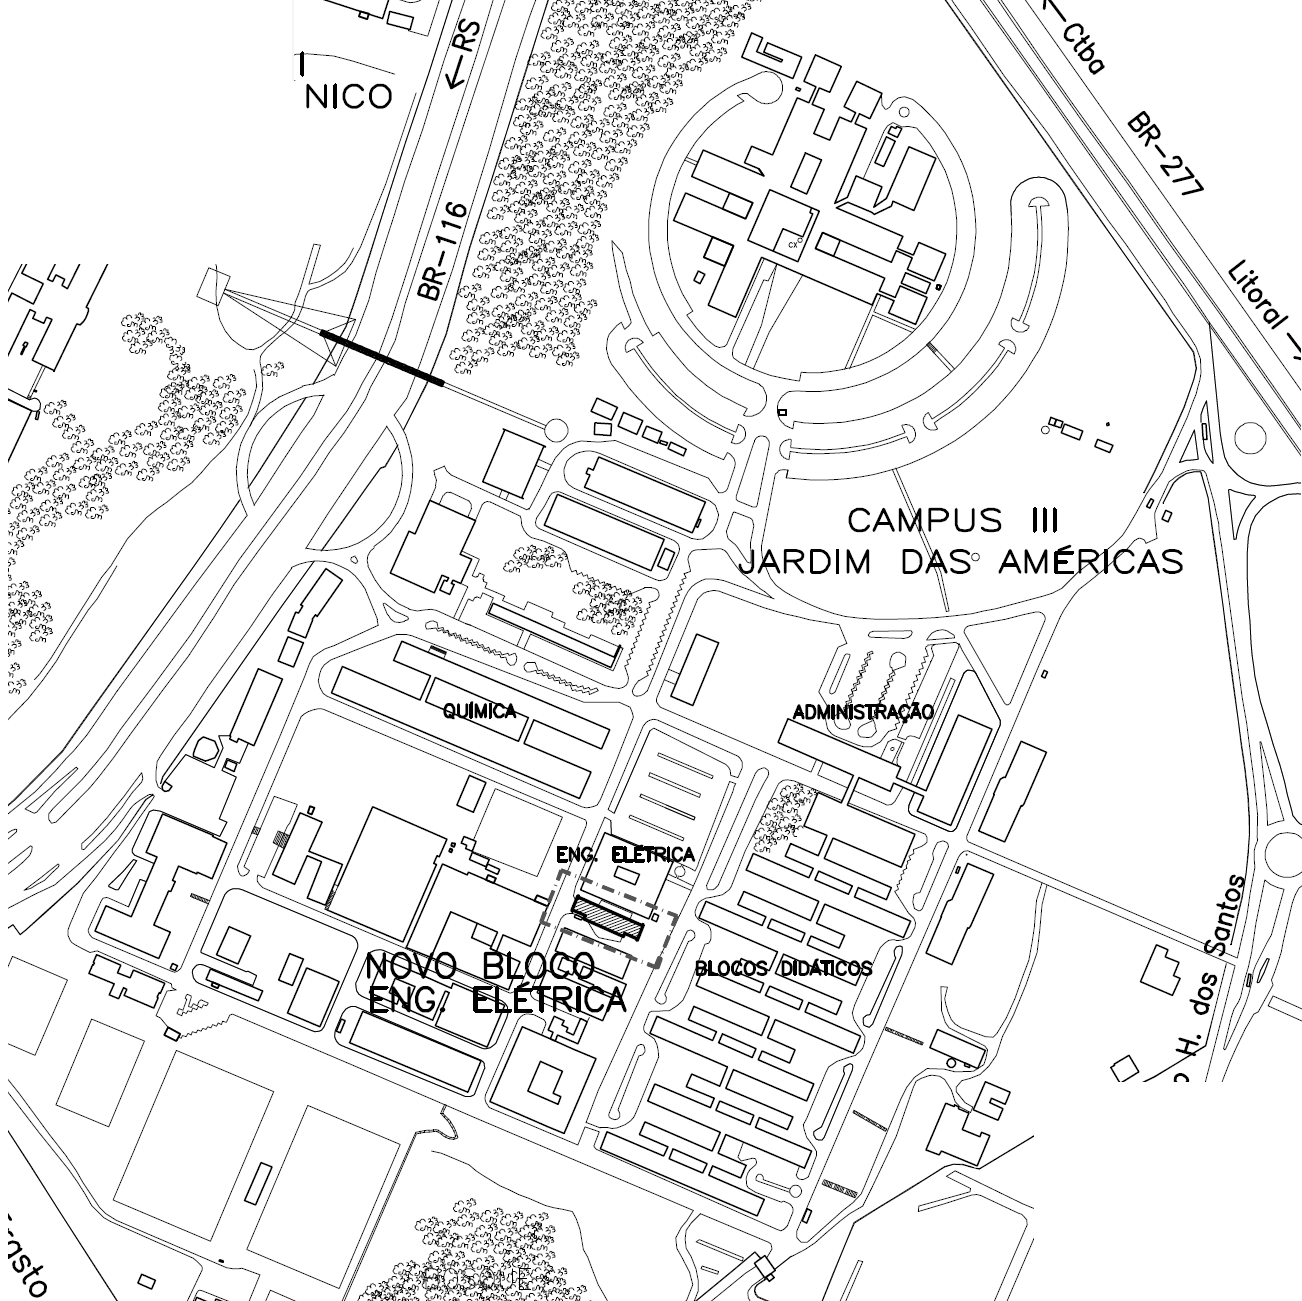 ←RS
←Ctba
NICO
BR-277
BR-116
Litoral →
CAMPUS III
JARDIM DAS AMÉRICAS
QUÍMICA
ADMINISTRAÇÃO
ENG. ELÉTRICA
H. dos Santos
NOVO BLOCO
ENG. ELÉTRICA
BLOCOS DIDÁTICOS
BOSQUE